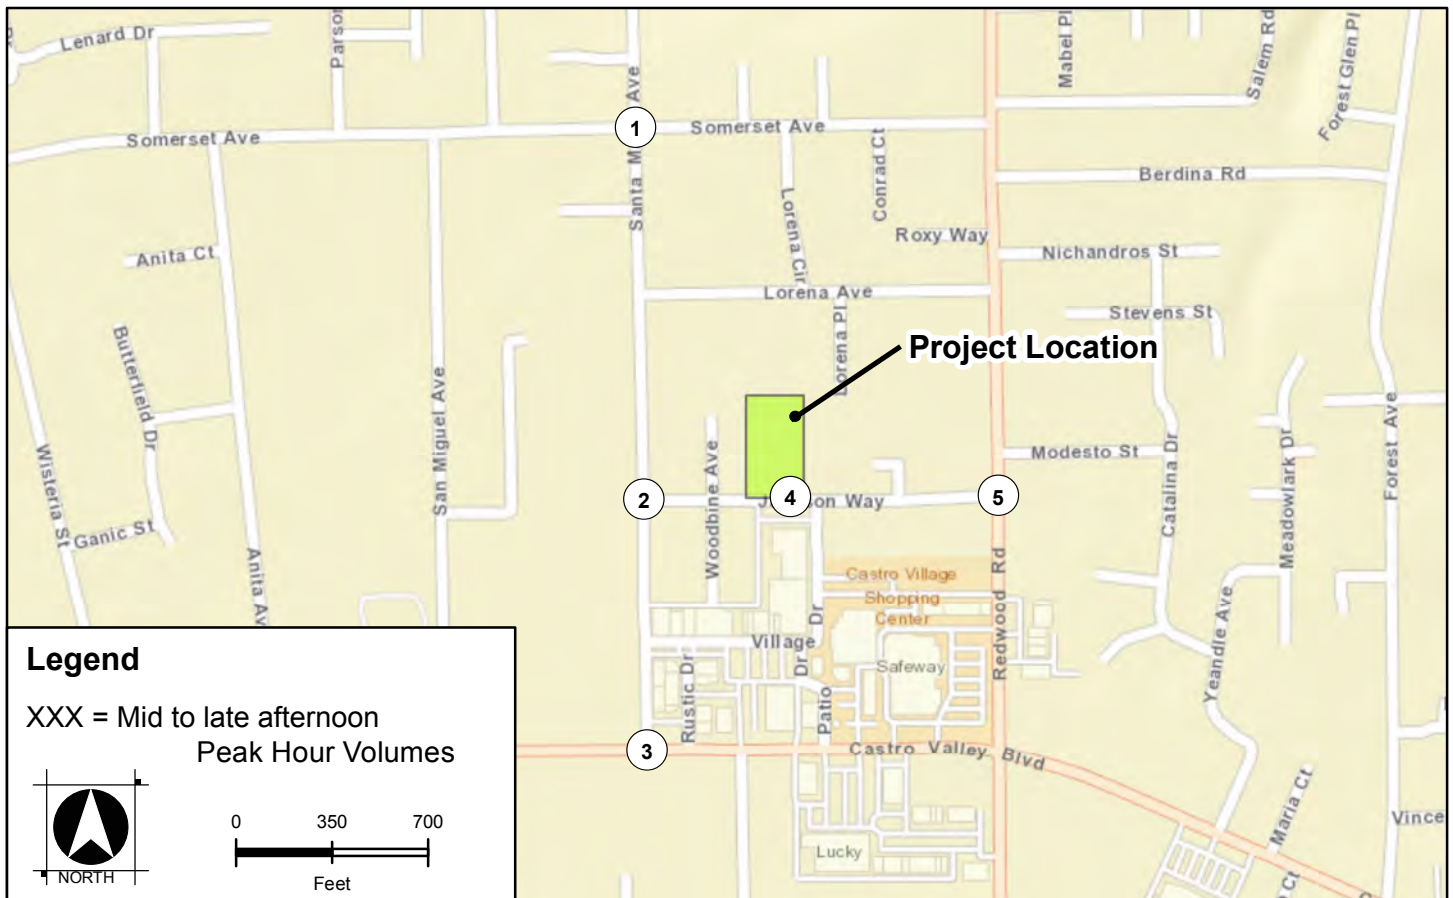 Lenard Dr
Parson
Ave
Mabel Pl
Salem Rd
Forest Glen Pl
Somerset Ave
1
Somerset Ave
Santa M
Lorena Cir
Conrad Ct
Berdina Rd
Roxy Way
Anita Ct
Nichandros St
Lorena Ave
Stevens St
Lorena Pl
Project Location
Butterfield Dr
San Miguel Ave
Wisteria St
Woodbine Ave
Modesto St
Catalina Dr
Meadowlark Dr
Forest Ave
2
4
J son Way
5
Ganic St
Anita Av
Castro Village
Shopping
Center
Redwood Rd
Yeandle Ave
Village
Dr
Dr
Safeway
Rustic Dr
Patio
3
Castro Valley Blvd
Maria Ct
Vince
Lucky
Ct
Legend
XXX = Mid to late afternoon
Peak Hour Volumes
0 350 700
Feet
NORTH